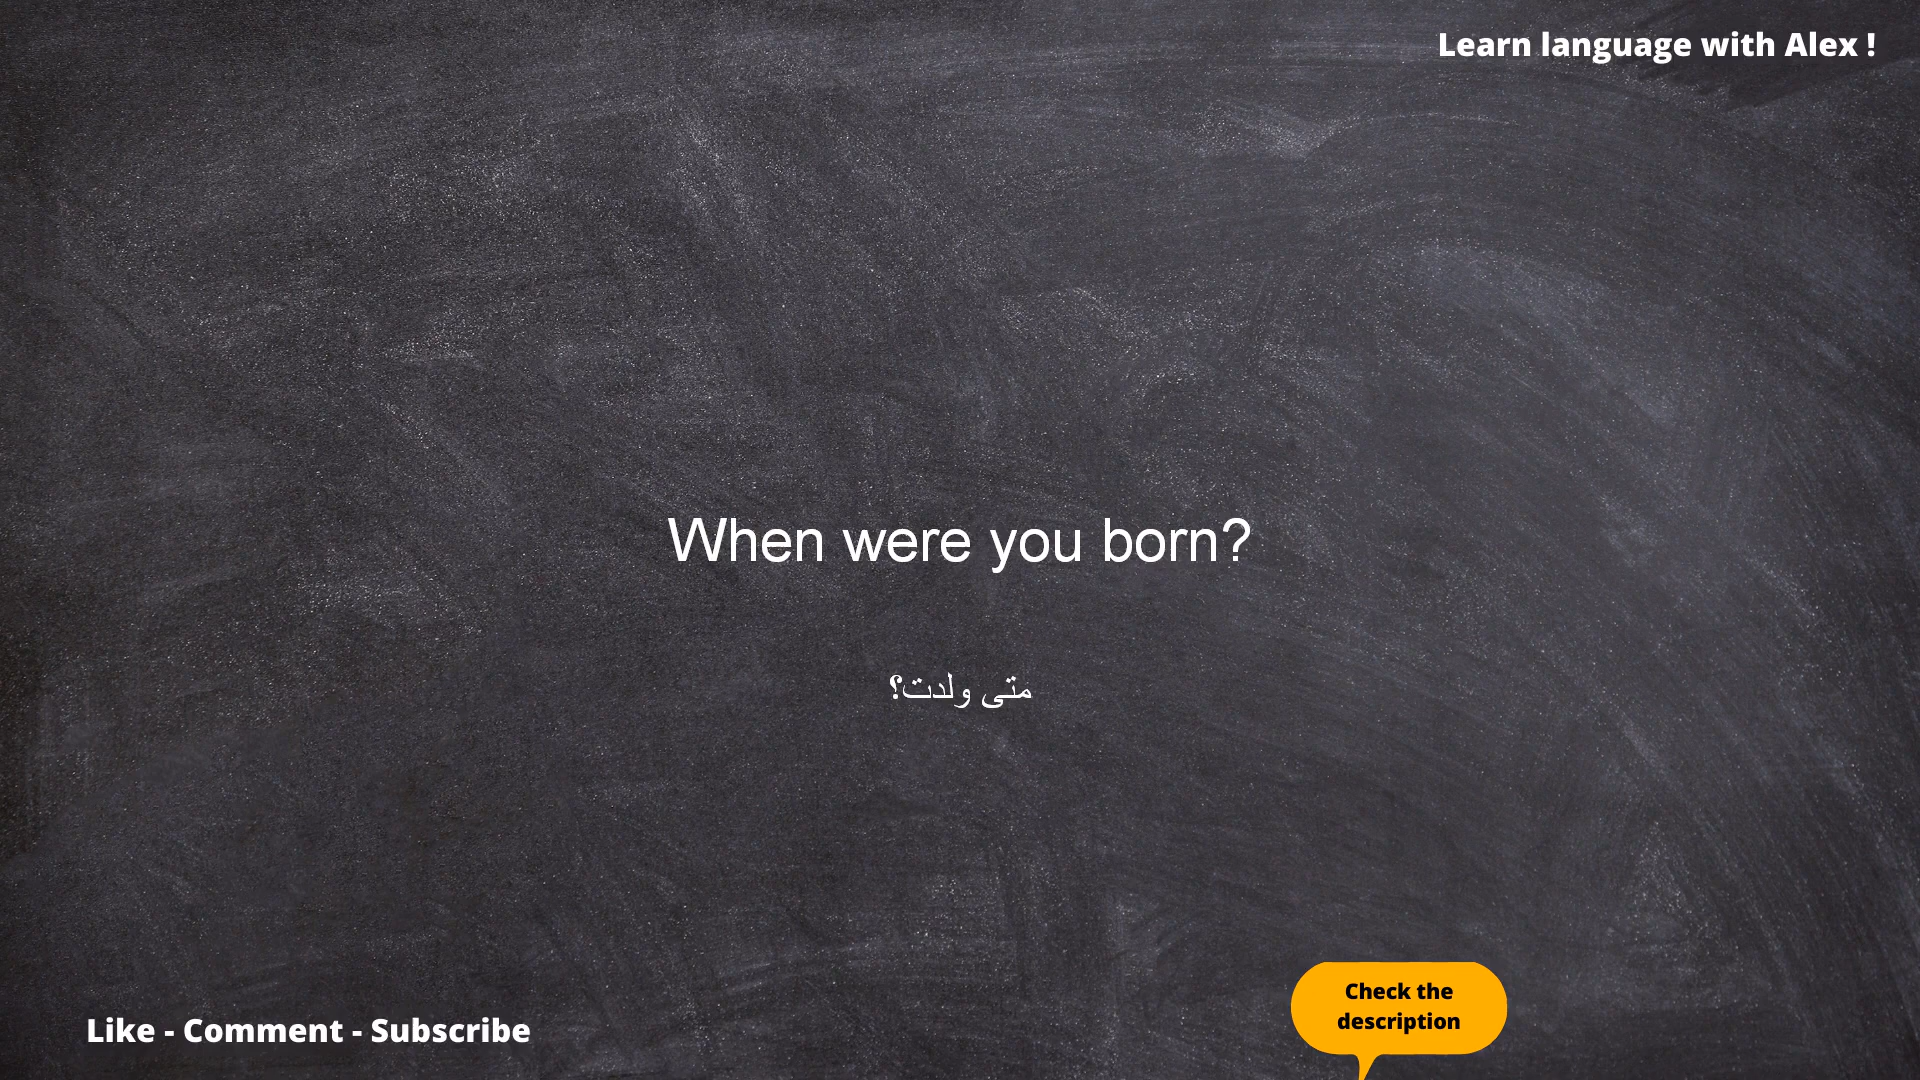 Learn language with Alex !
When were you born?
متى ولدت؟
Check the
description
Like - Comment - Subscribe